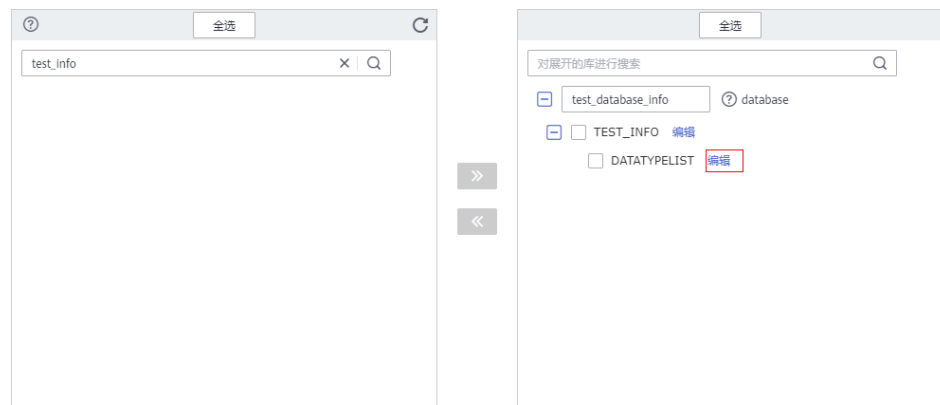 全选
test_info
全选
对展开的库进行搜索
test_database_info database
TEST_INFO 编辑
DATATYPELIST 编辑